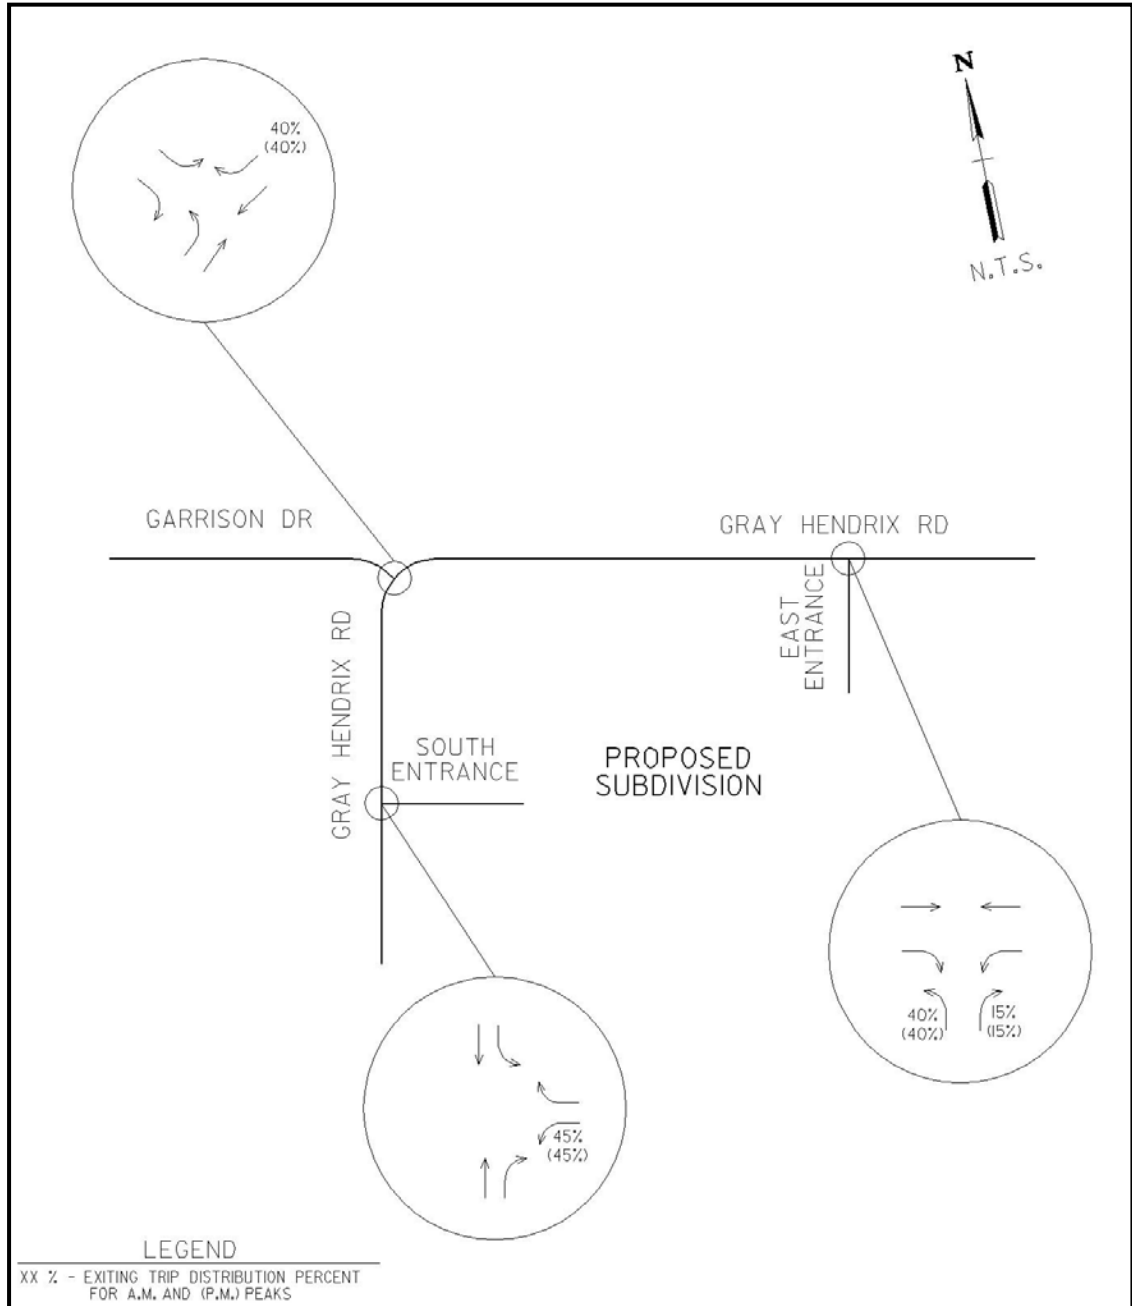 N
N.T.S.
40%
(40%)
GARRISON DR
GRAY HENDRIX RD
EAST
ENTRANCE
GRAY HENDRIX RD
SOUTH
ENTRANCE
PROPOSED
SUBDIVISION
40%
(40%)
15%
(15%)
45%
(45%)
LEGEND
XX % - EXITING TRIP DISTRIBUTION PERCENT
FOR A.M. AND (P.M.) PEAKS